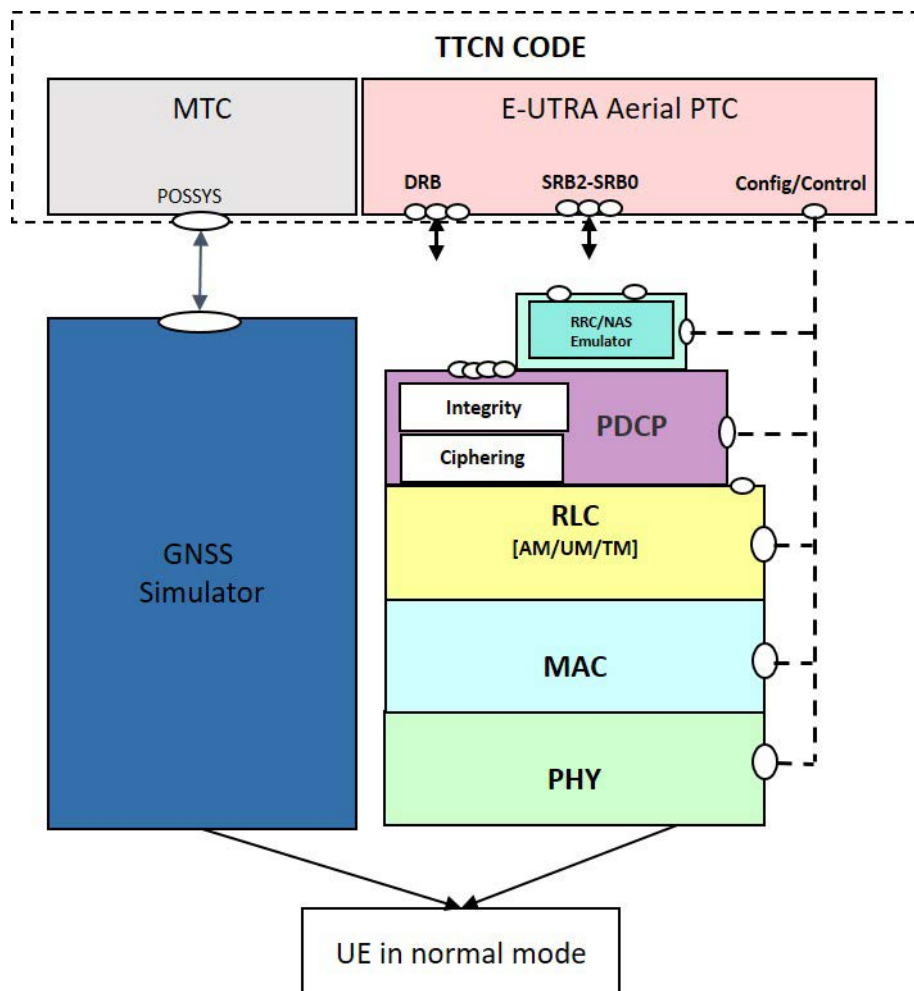 TTCN CODE
MTC
E-UTRA Aerial PTC
POSSYS
DRB
SRB2-SRB0
Config/Control
RRC/NAS
Emulator
Integrity
PDCP
Ciphering
RLC
[AM/UM/TM]
GNSS
Simulator
MAC
PHY
UE in normal mode